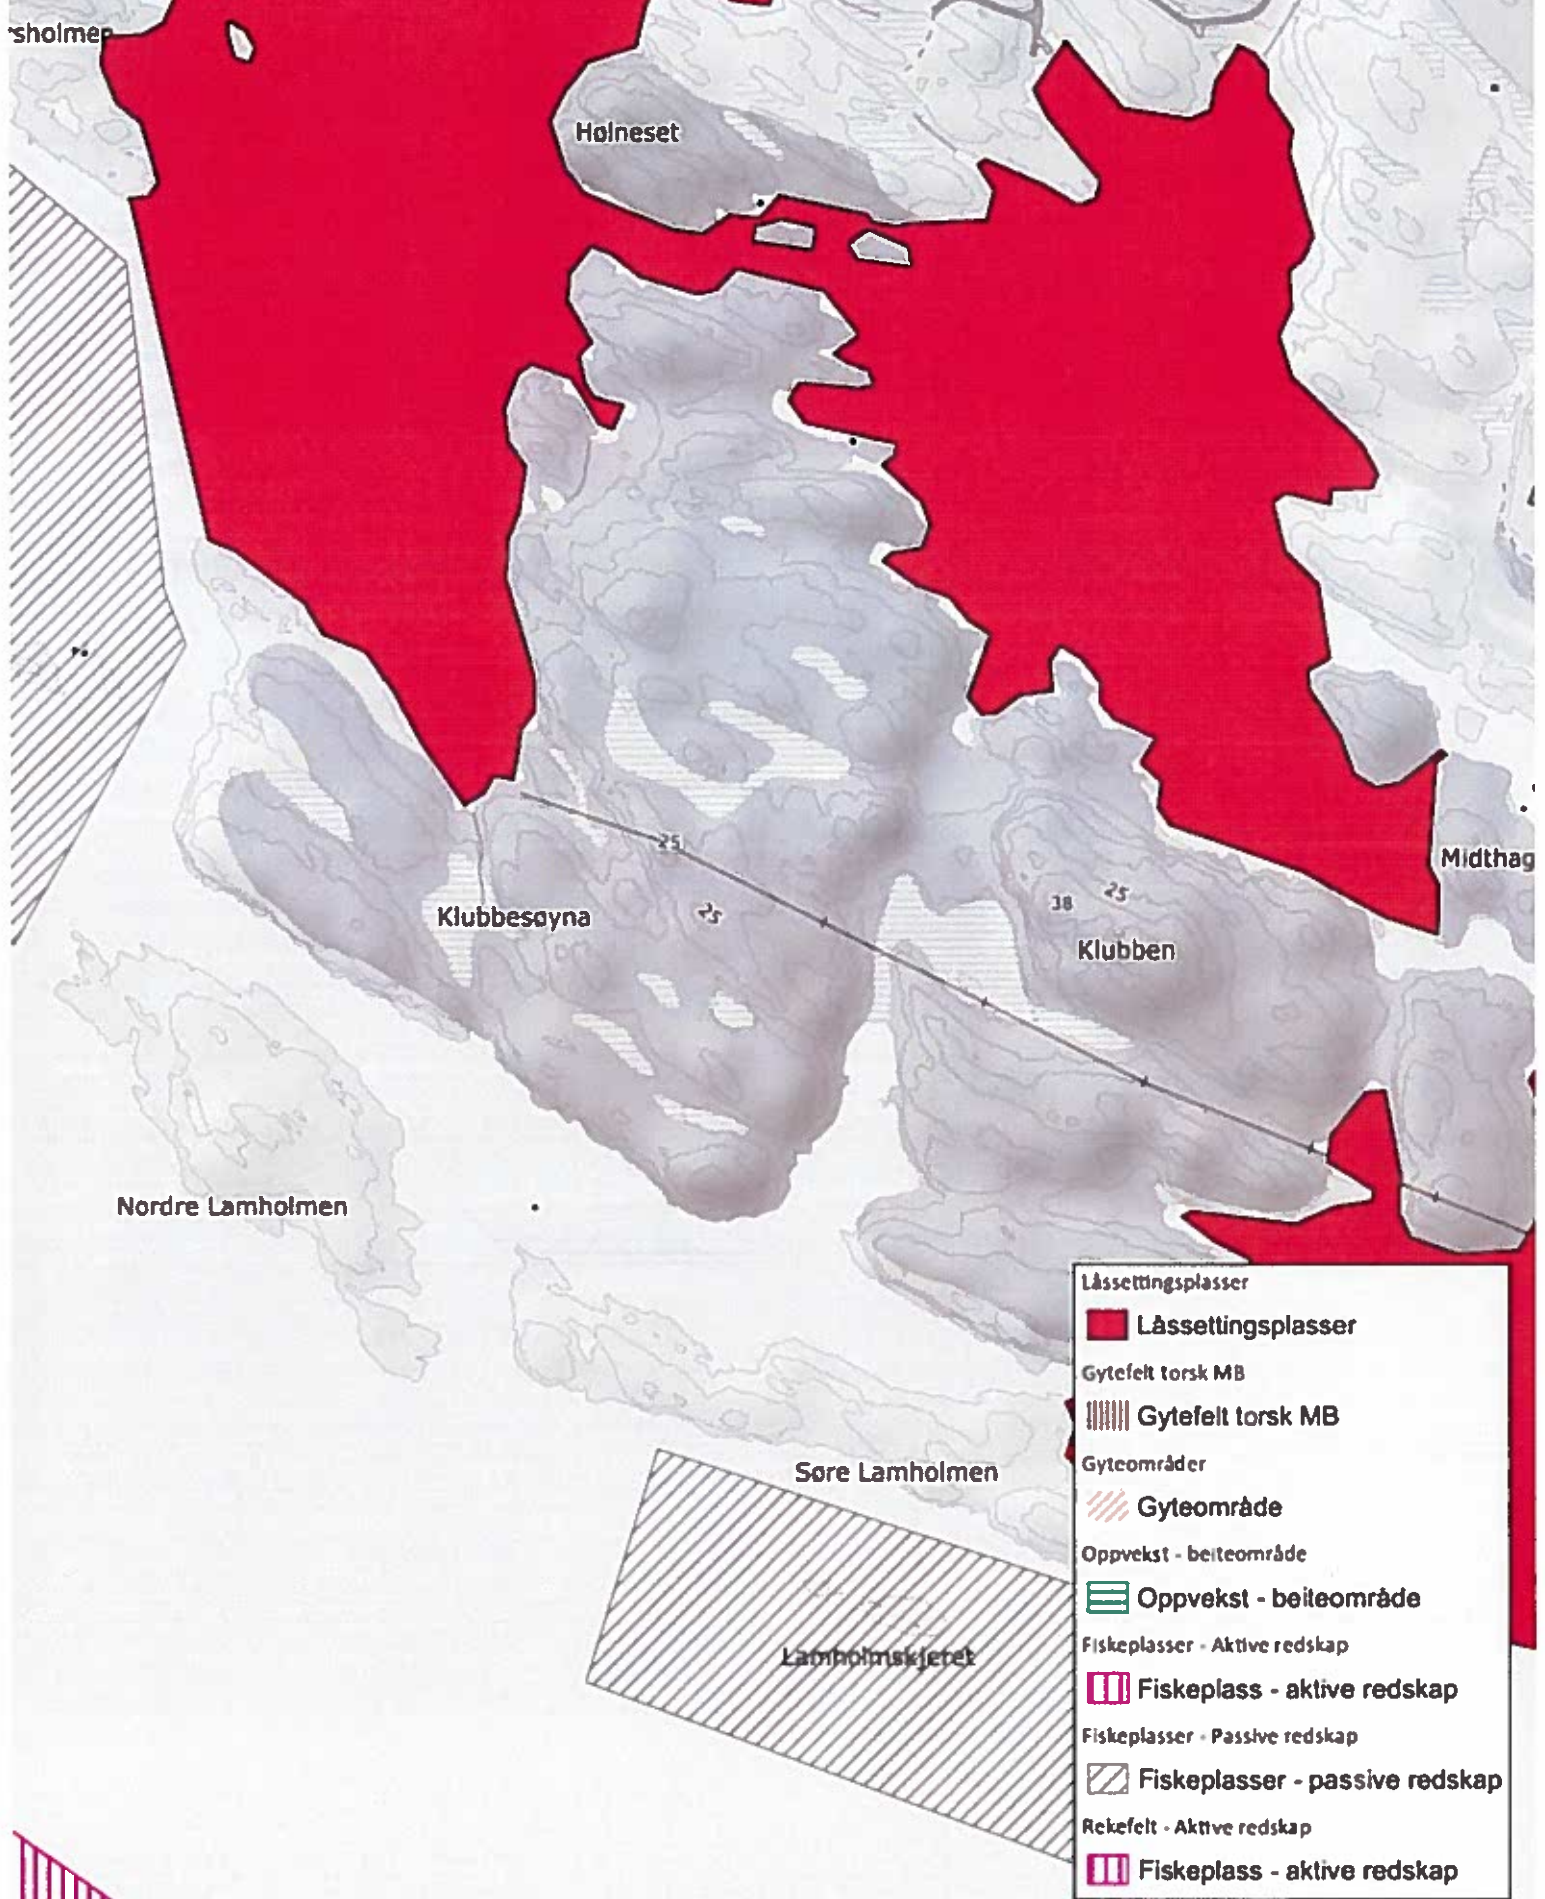 sholmen
Hølneset
25
Midthag
38
25
Klubbesøyna
25
Klubben
Nordre Lamholmen
Låssettingsplasser
Låssettingsplasser
Gytefelt torsk MB
Gytefelt torsk MB
Søre Lamholmen
Gyteområder
Gyteområde
Oppvekst - beiteområde
Oppvekst - beiteområde
Fiskeplasser - Aktive redskap
Lamholmskjeret
Fiskeplass - aktive redskap
Fiskeplasser - Passive redskap
Fiskeplasser - passive redskap
Rekefelt - Aktive redskap
Fiskeplass - aktive redskap